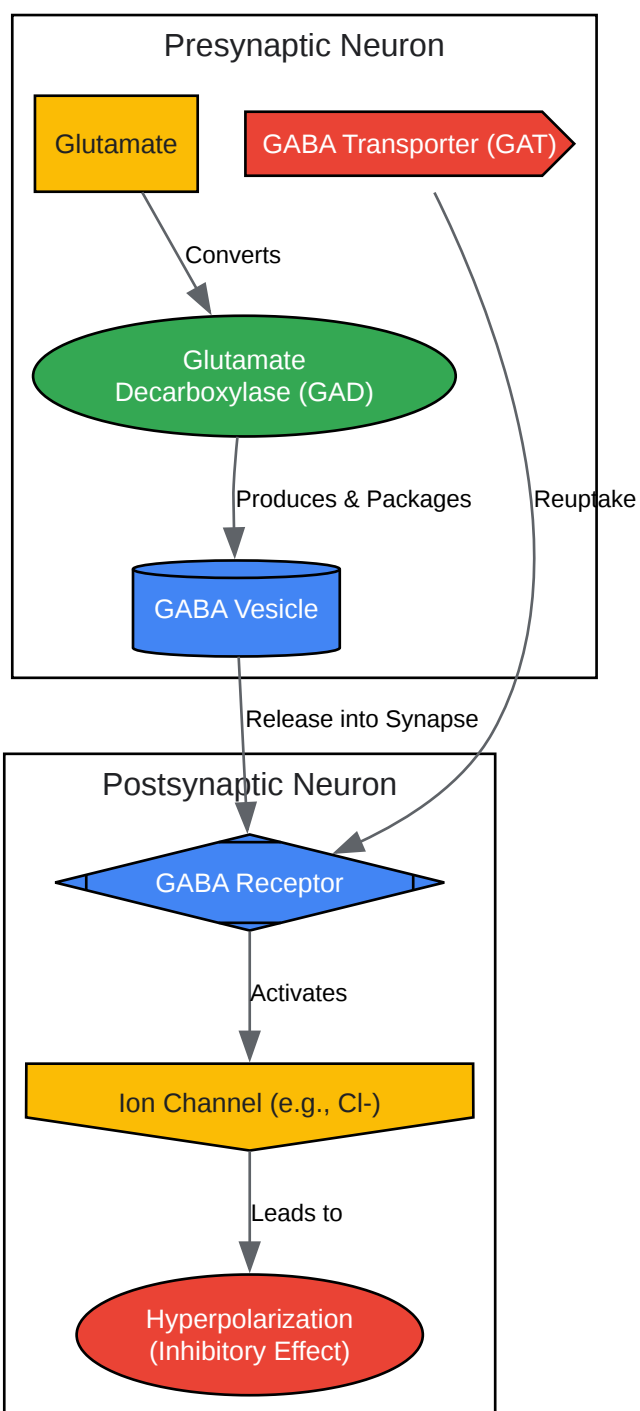 Presynaptic Neuron
Glutamate
GABA Transporter (GAT)
Converts
Glutamate
Decarboxylase (GAD)
Produces & Packages
Reuptake
GABA Vesicle
Release into Synapse
Postsynaptic Neuron
GABA Receptor
Activates
Ion Channel (e.g., Cl-)
Leads to
Hyperpolarization
(Inhibitory Effect)